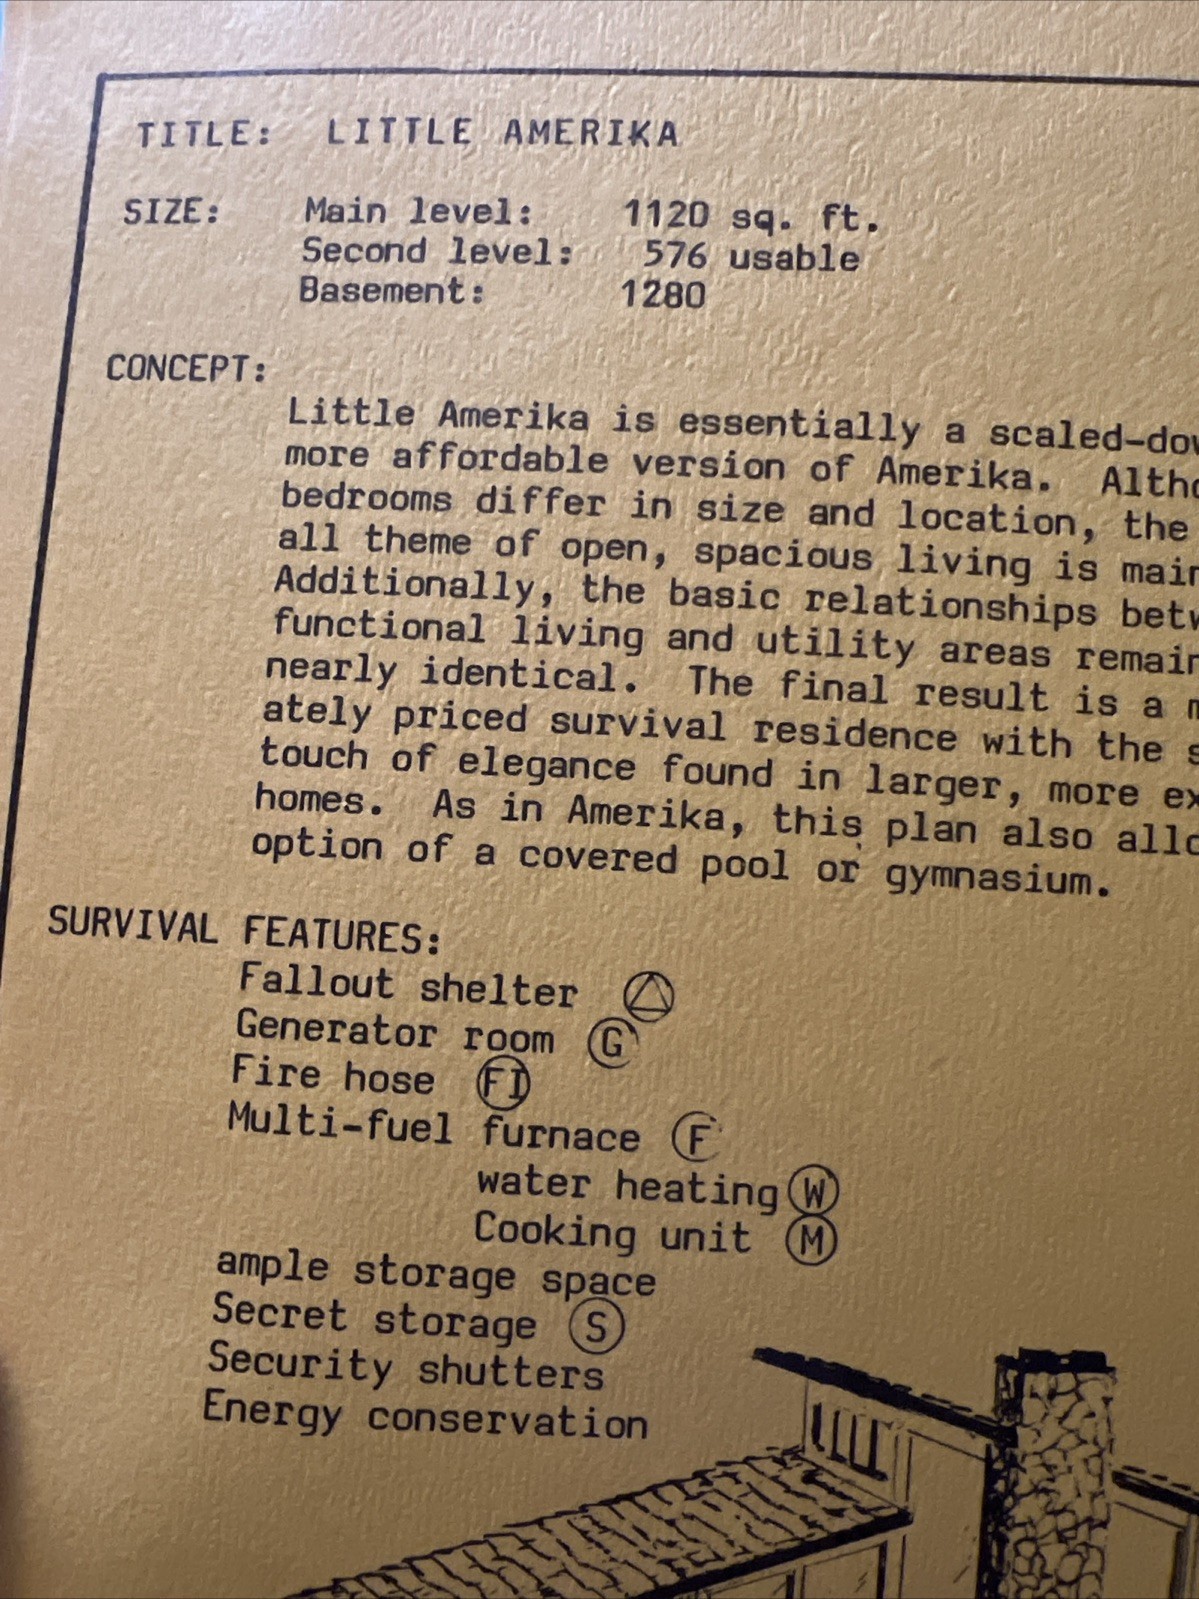 TITLE: LITTLE AMERIKA
SIZE: Main level: 1120 sq. ft.
Second level: 576 usable
Basement: 1280
CONCEPT:
Little Amerika is essentially a
more affordable version of Amerika.
bedrooms differ in size and location, the
all theme of open, spacious living is
Additionally, the basic relationships
functional living and utility areas remain
nearly identical. The final result is a
ately priced survival residence with the
touch of elegance found in larger, more
homes. As in Amerika, this plan also
option of a covered pool or gymnasium.
SURVIVAL FEATURES:
Fallout shelter
Generator room G
Fire hose FI
Multi-fuel furnace F
water heating W
Cooking unit M
ample storage space
Secret storage S
Security shutters
Energy conservation